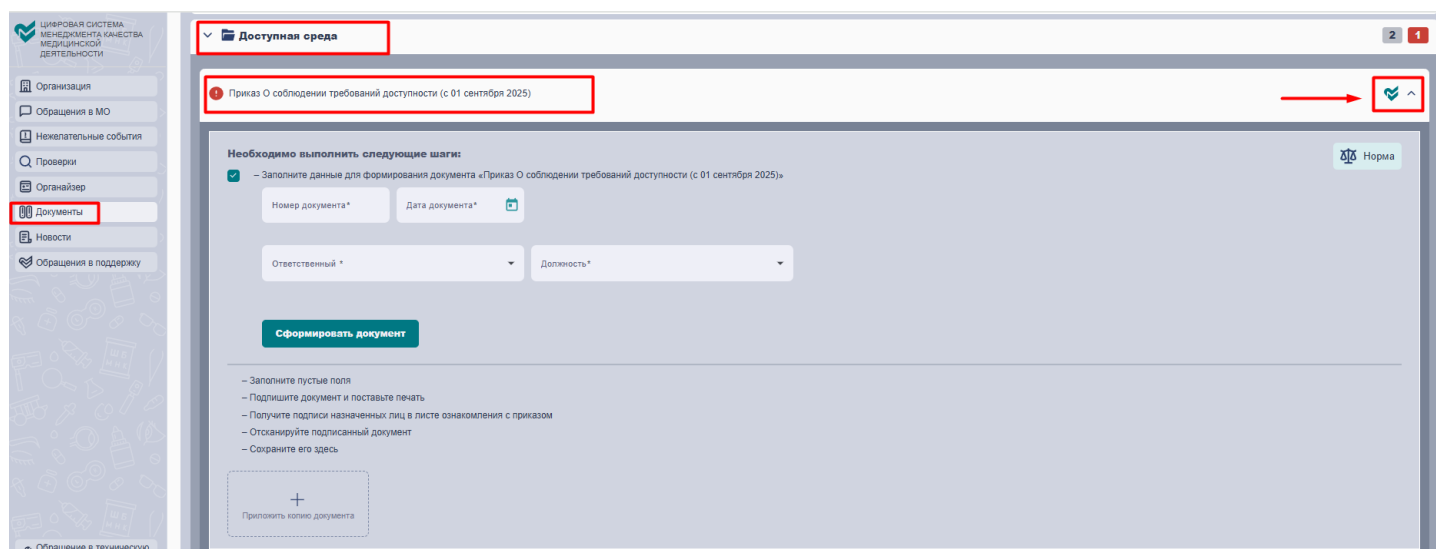 ЦИФРОВАЯ СИСТЕМА
МЕНЕДЖМЕНТА КАЧЕСТВА
МЕДИЦИНСКОЙ
ДЕЯТЕЛЬНОСТИ
Организация
Обращения в МО
Нежелательные события
Проверки
Органайзер
Документы
Новости
Обращения в поддержку
Обращение в техническую
Доступная среда
2 1
Приказ О соблюдении требований доступности (с 01 сентября 2025)
Необходимо выполнить следующие шаги:
Норма
– Заполните данные для формирования документа «Приказ О соблюдении требований доступности (с 01 сентября 2025)»
Номер документа* Дата документа*
Ответственный * Должность*
Сформировать документ
– Заполните пустые поля
– Подпишите документ и поставьте печать
– Получите подписи назначенных лиц в листе ознакомления с приказом
– Отсканируйте подписанный документ
– Сохраните его здесь
Приложить копию документа